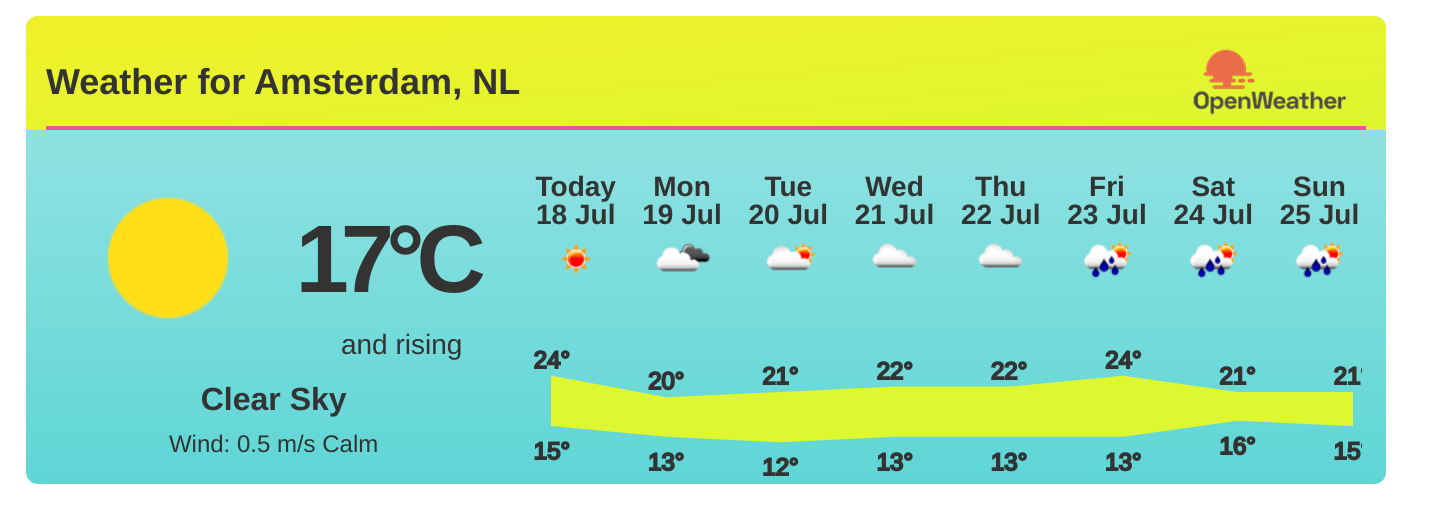 Weather for Amsterdam, NL
OpenWeather
Today Mon Tue Wed Thu Fri Sat Sun
18 Jul 19 Jul 20 Jul 21 Jul 22 Jul 23 Jul 24 Jul 25 Jul
17°C
and rising
Clear Sky
Wind: 0.5 m/s Calm
24° 20° 21° 22° 22° 24° 21° 21°
15° 13° 12° 13° 13° 13° 16° 15°